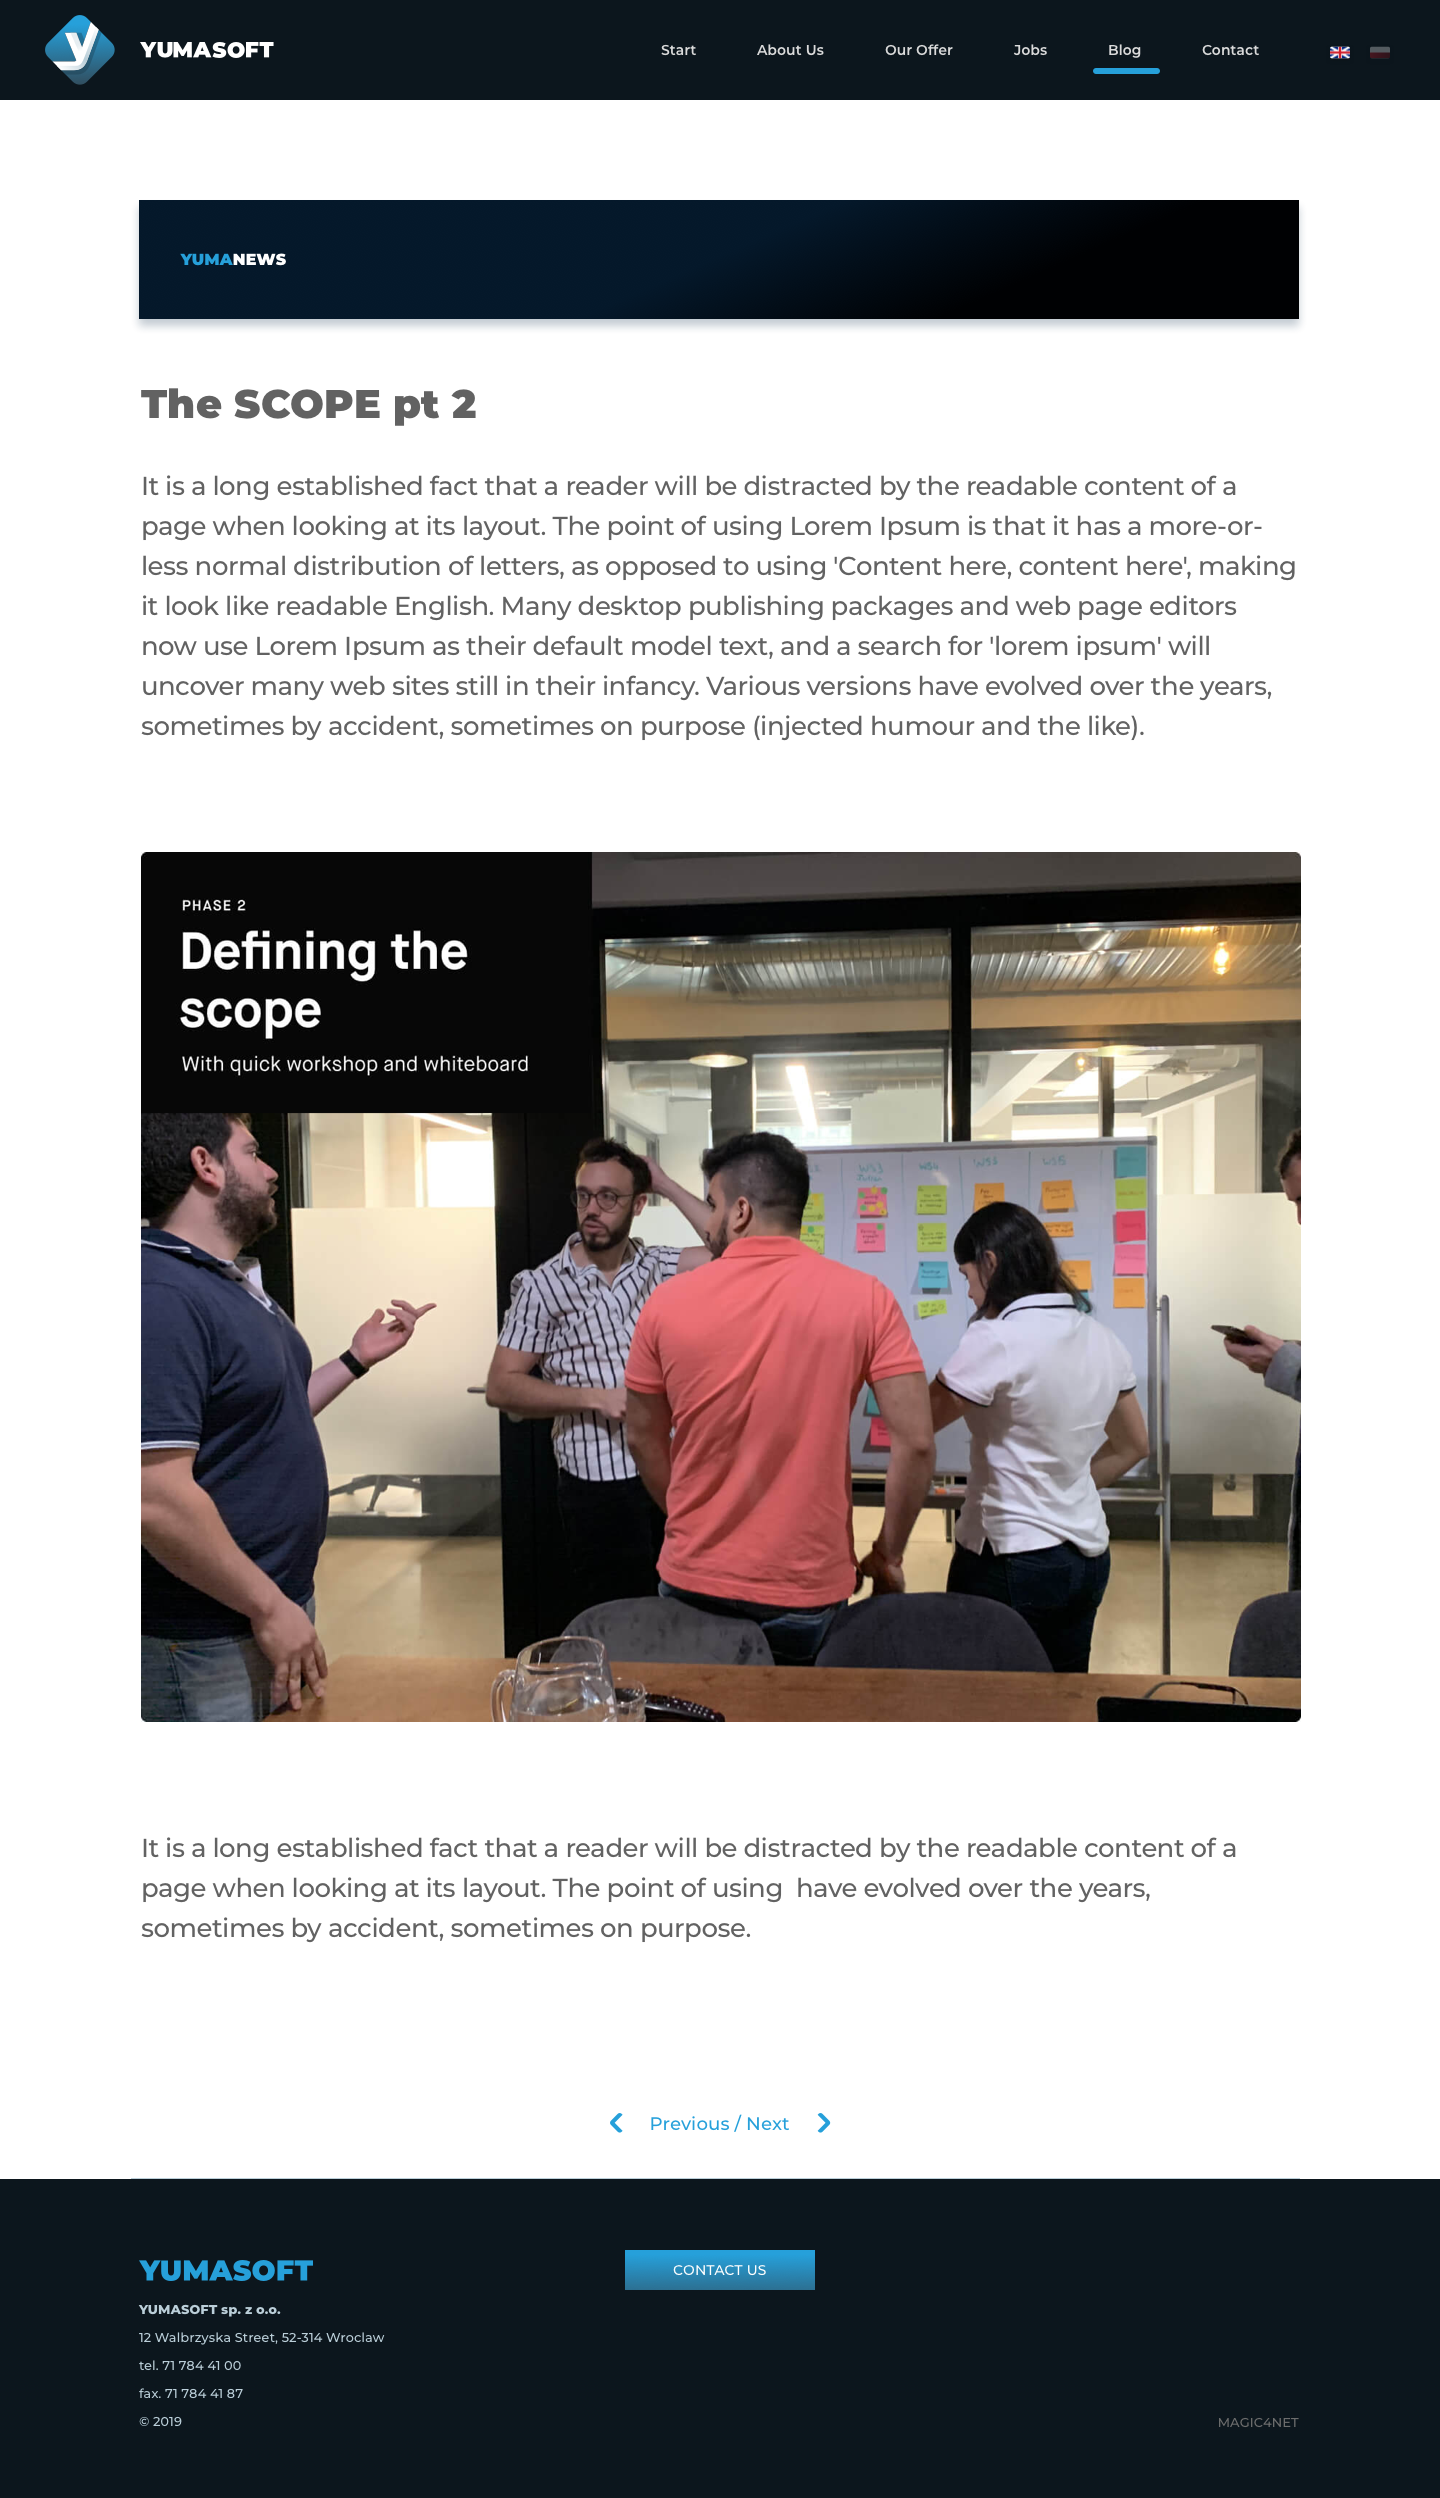 y YUMASOFT
Start About Us Our Offer Jobs Blog Contact
YUMANEWS
The SCOPE pt 2
It is a long established fact that a reader will be distracted by the readable content of a
page when looking at its layout. The point of using Lorem Ipsum is that it has a more-or-
less normal distribution of letters, as opposed to using 'Content here, content here', making
it look like readable English. Many desktop publishing packages and web page editors
now use Lorem Ipsum as their default model text, and a search for 'lorem ipsum' will
uncover many web sites still in their infancy. Various versions have evolved over the years,
sometimes by accident, sometimes on purpose (injected humour and the like).
PHASE 2
Defining the
scope
With quick workshop and whiteboard
It is a long established fact that a reader will be distracted by the readable content of a
page when looking at its layout. The point of using  have evolved over the years,
sometimes by accident, sometimes on purpose.
Previous / Next
YUMASOFT
CONTACT US
YUMASOFT sp. z o.o.
12 Walbrzyska Street, 52-314 Wroclaw
tel. 71 784 41 00
fax. 71 784 41 87
© 2019
MAGIC4NET